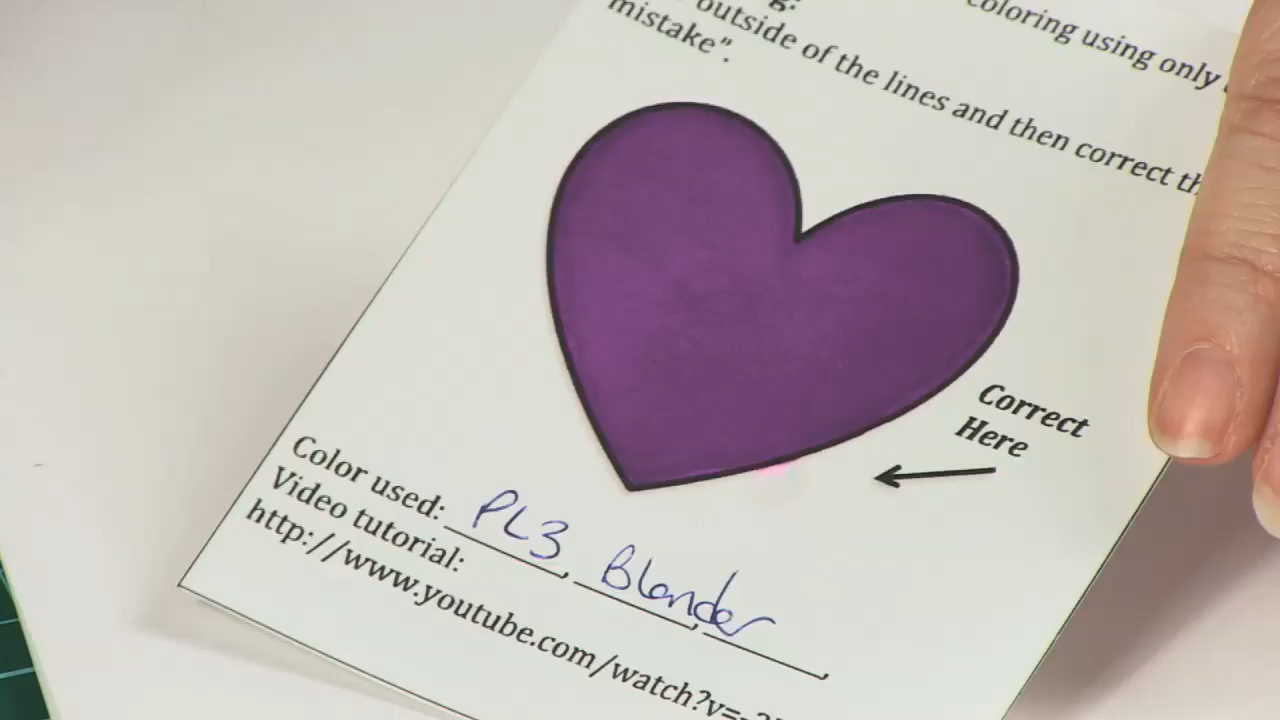 coloring using only
outside of the lines and then correct
mistake".
Correct
Here
Color used: PL3, Blender,
Video tutorial:
http://www.youtube.com/watch?v=